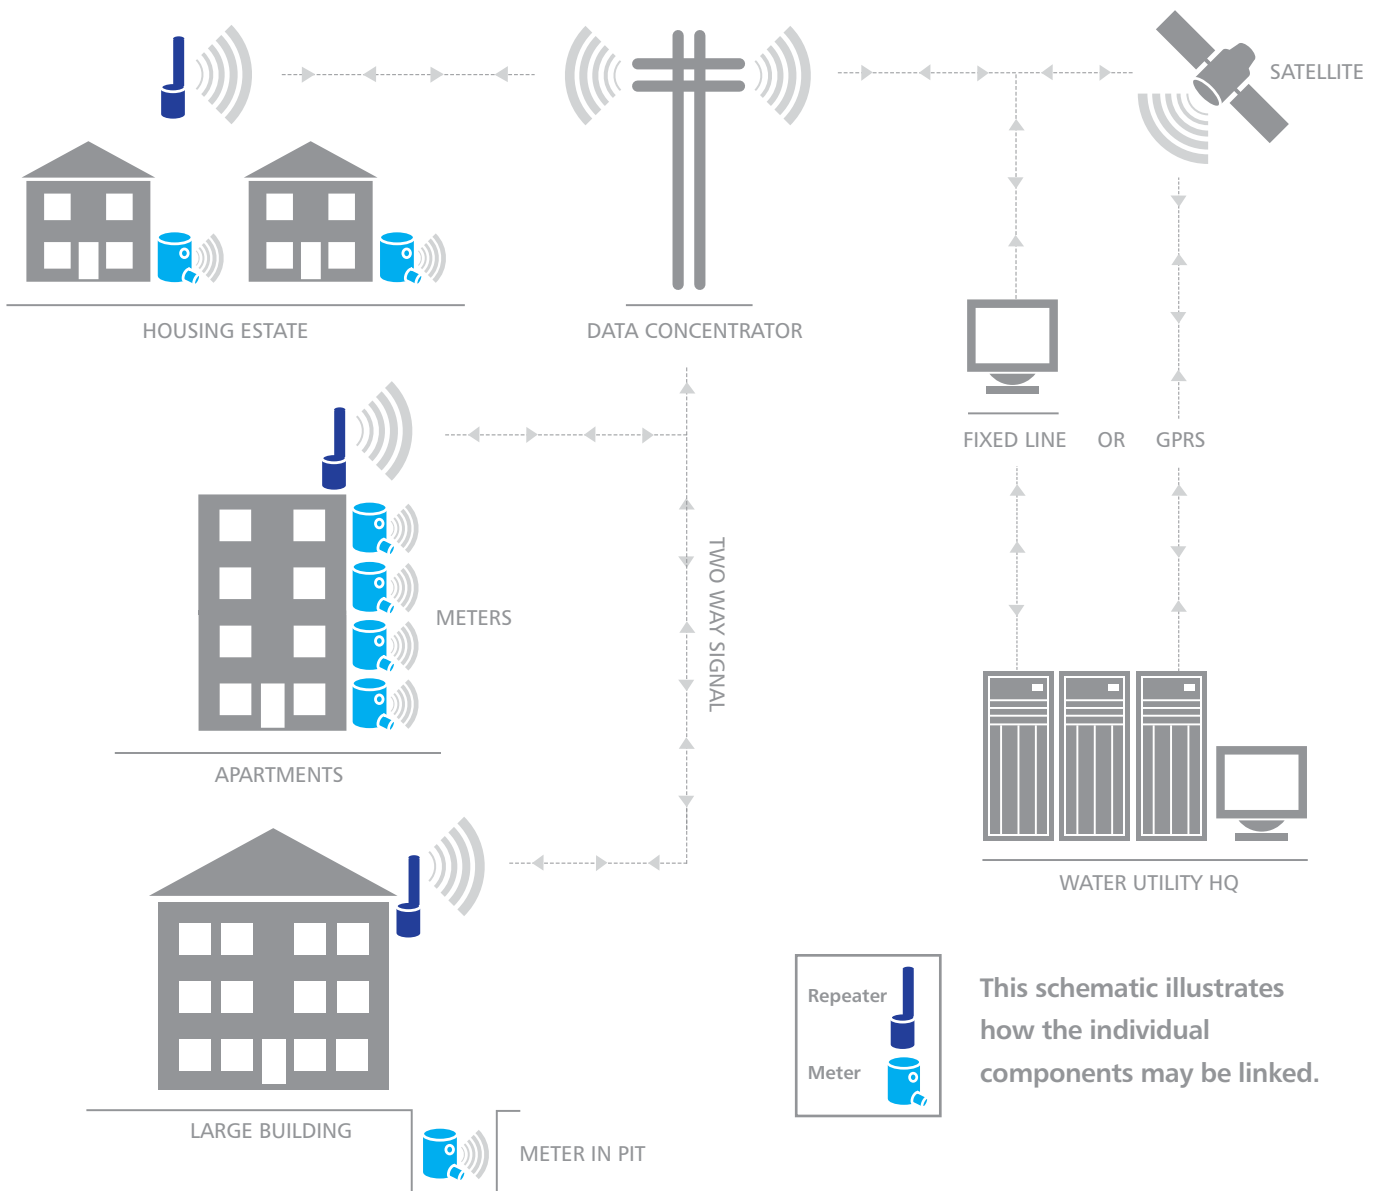 SATELLITE
HOUSING ESTATE
DATA CONCENTRATOR
FIXED LINE OR GPRS
METERS
TWO WAY SIGNAL
APARTMENTS
WATER UTILITY HQ
Repeater
Meter
This schematic illustrates
how the individual
components may be linked.
LARGE BUILDING
METER IN PIT